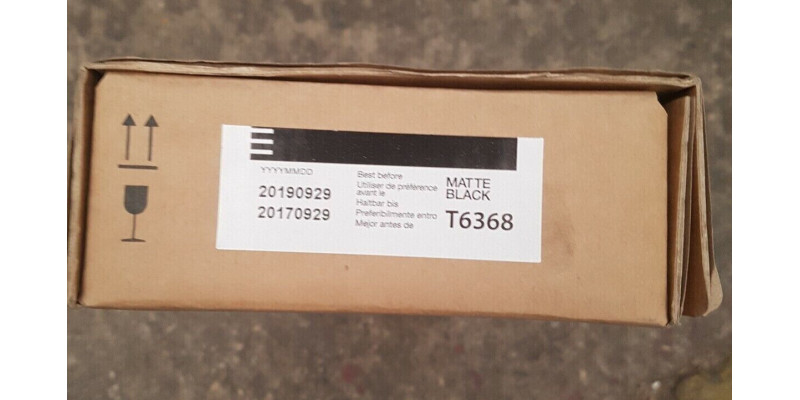 YYYYMMDD
20190929
20170929
Best before
Utiliser de préférence
avant le
Haltbar bis
Preferibilmente entro
Mejor antes de
MATTE
BLACK
T6368